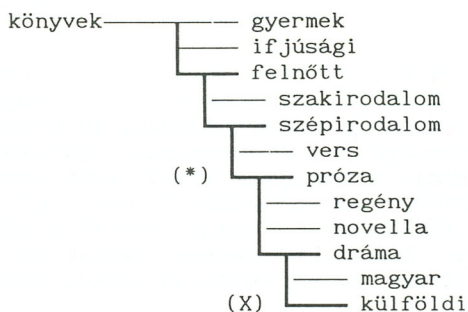 könyvek gyermek
ifjúsági
felnőtt
szakirodalom
szépirodalom
vers
(*) próza
regény
novella
dráma
magyar
(X) külföldi